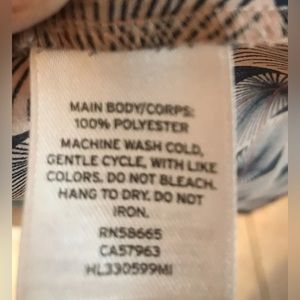 MAIN BODY/CORPS:
100% POLYESTER
MACHINE WASH COLD,
GENTLE CYCLE, WITH LIKE
COLORS. DO NOT BLEACH.
HANG TO DRY. DO NOT
IRON.
RN58665
CA57963
HL330599MI